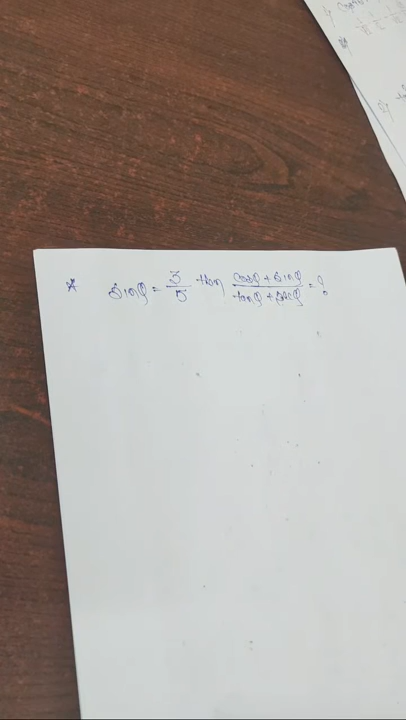 * sinθ = 3/5 then (cosθ + sinθ)/(tanθ + secθ) = ?